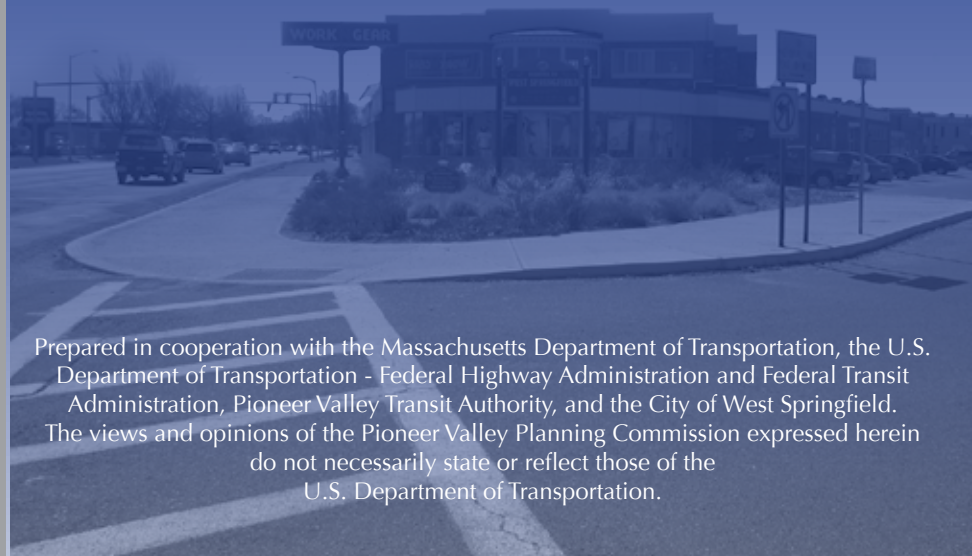 WORK GEAR
Prepared in cooperation with the Massachusetts Department of Transportation, the U.S.
Department of Transportation - Federal Highway Administration and Federal Transit
Administration, Pioneer Valley Transit Authority, and the City of West Springfield.
The views and opinions of the Pioneer Valley Planning Commission expressed herein
do not necessarily state or reflect those of the
U.S. Department of Transportation.